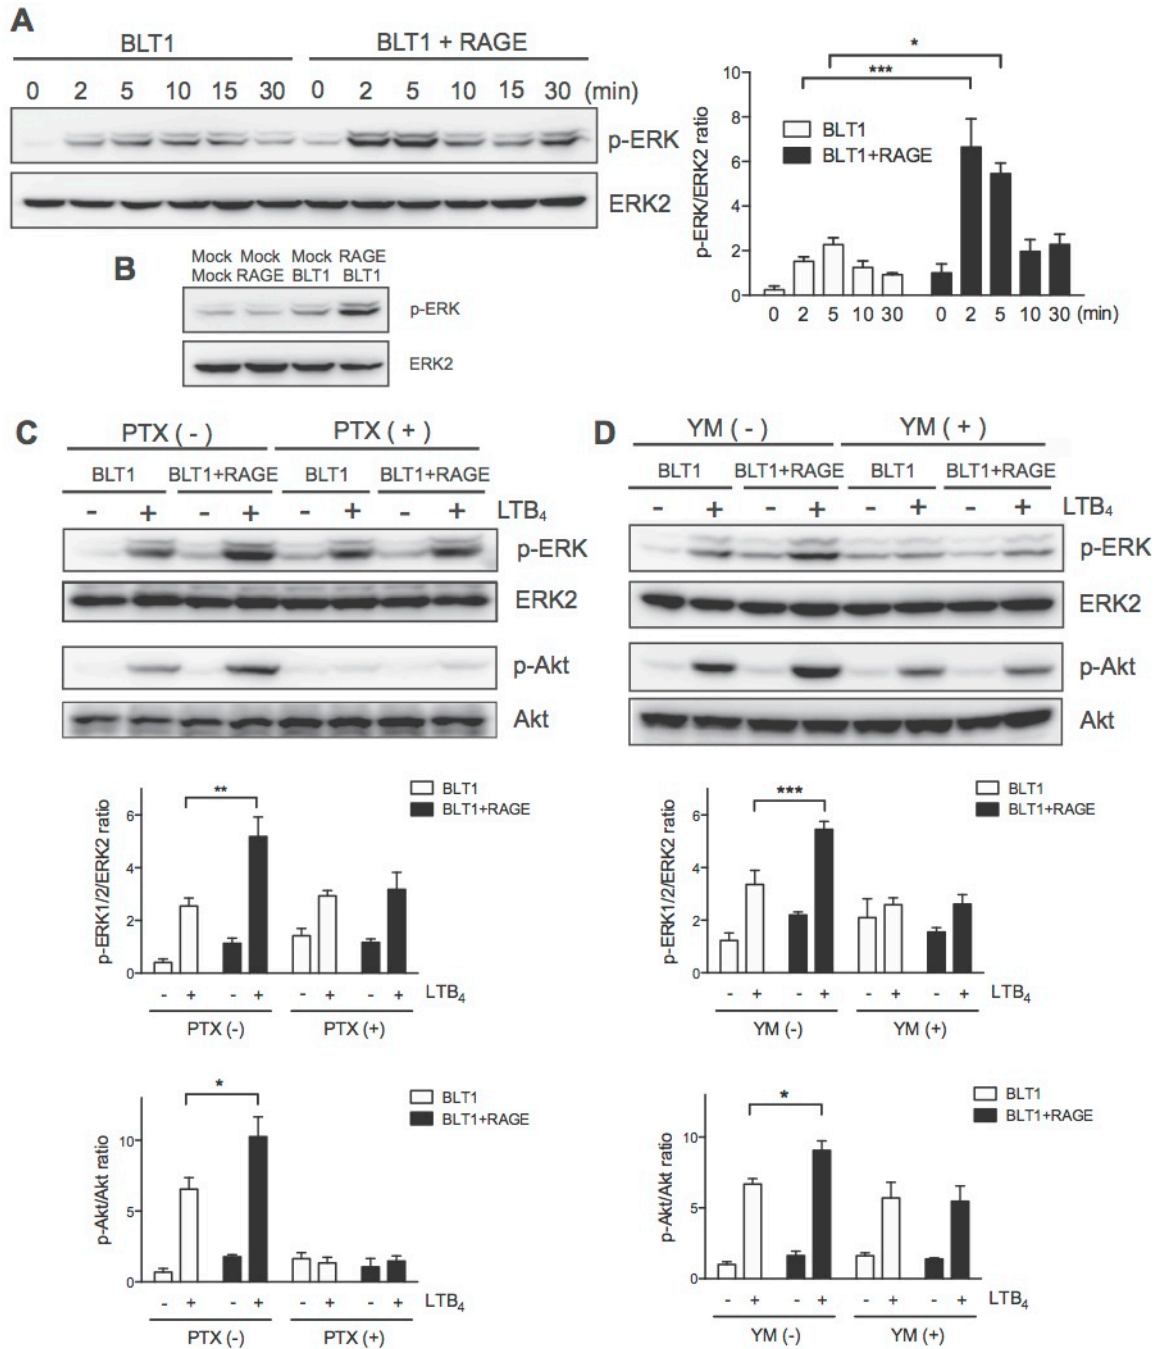 A
BLT1 BLT1 + RAGE
0 2 5 10 15 30 0 2 5 10 15 30 (min)
p-ERK
ERK2
* 
***
p-ERK/ERK2 ratio
10
8
6
4
2
0
BLT1
BLT1+RAGE
0 2 5 10 30 0 2 5 10 30 (min)
B
Mock Mock Mock RAGE
Mock RAGE BLT1 BLT1
p-ERK
ERK2
C
PTX ( - ) PTX ( + )
BLT1 BLT1+RAGE BLT1 BLT1+RAGE
- + - + - + - + LTB₄
p-ERK
ERK2
p-Akt
Akt
D
YM ( - ) YM ( + )
BLT1 BLT1+RAGE BLT1 BLT1+RAGE
- + - + - + - + LTB₄
p-ERK
ERK2
p-Akt
Akt
p-ERK1/2/ERK2 ratio
6
4
2
0
**
BLT1
BLT1+RAGE
- + - + - + - + LTB₄
PTX (-) PTX (+)
p-ERK1/2/ERK2 ratio
6
4
2
0
***
BLT1
BLT1+RAGE
- + - + - + - + LTB₄
YM (-) YM (+)
p-Akt/Akt ratio
10
5
0
*
BLT1
BLT1+RAGE
- + - + - + - + LTB₄
PTX (-) PTX (+)
p-Akt/Akt ratio
10
5
0
*
BLT1
BLT1+RAGE
- + - + - + - + LTB₄
YM (-) YM (+)